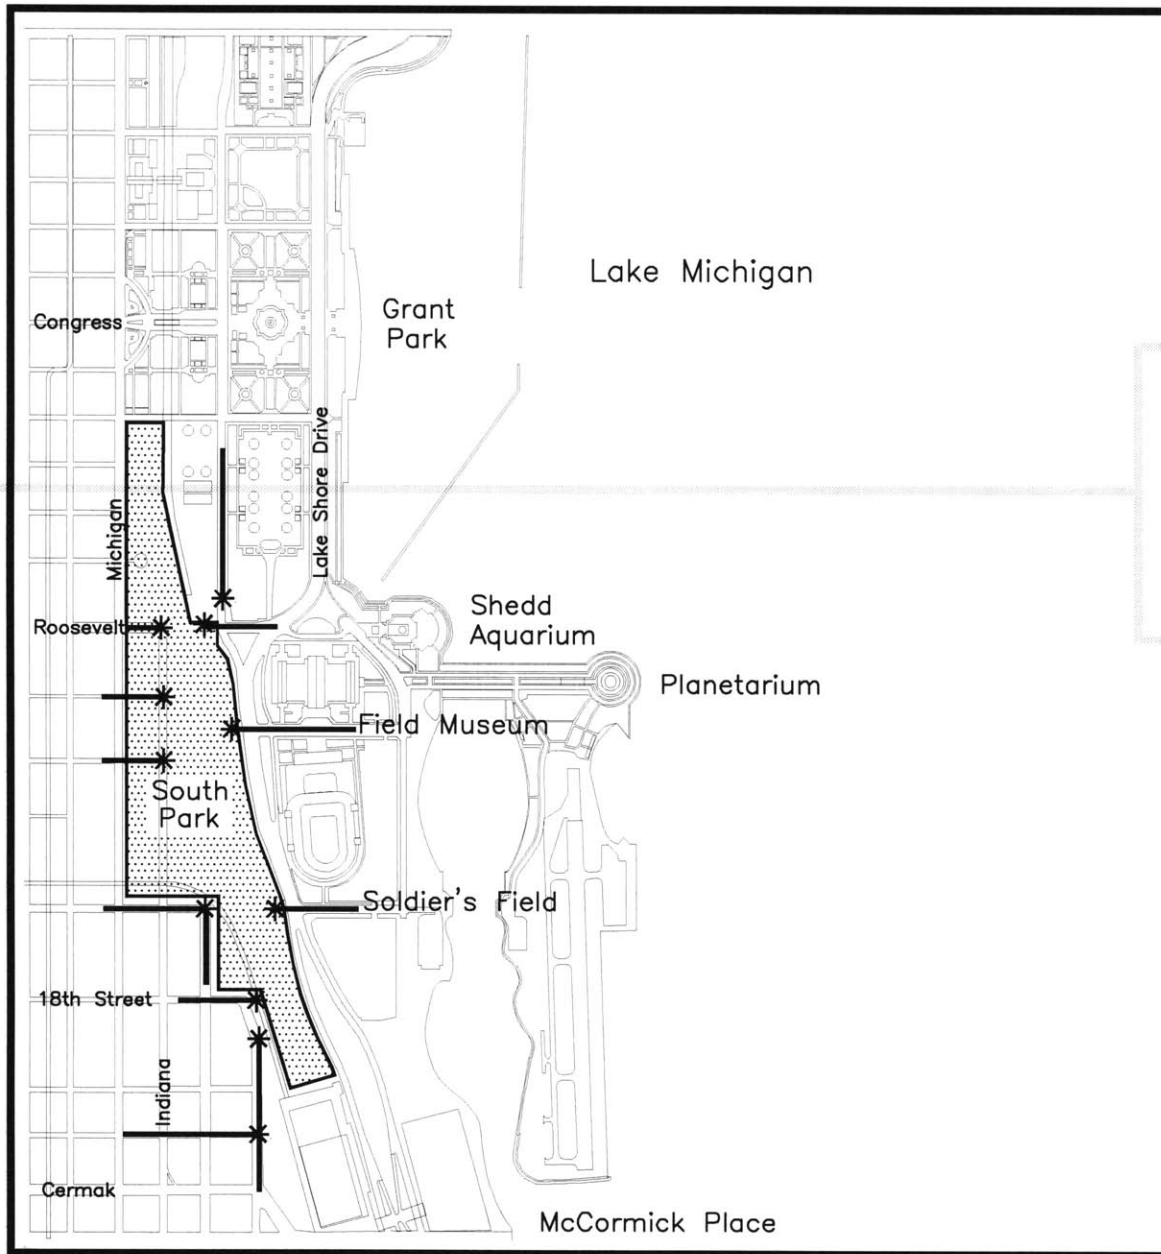 Lake Michigan
Grant
Park
Congress
Lake Shore Drive
Michigan
Shedd
Aquarium
Roosevelt
Planetarium
Field Museum
South
Park
Soldier's Field
18th Street
Indiana
Cermak
McCormick Place